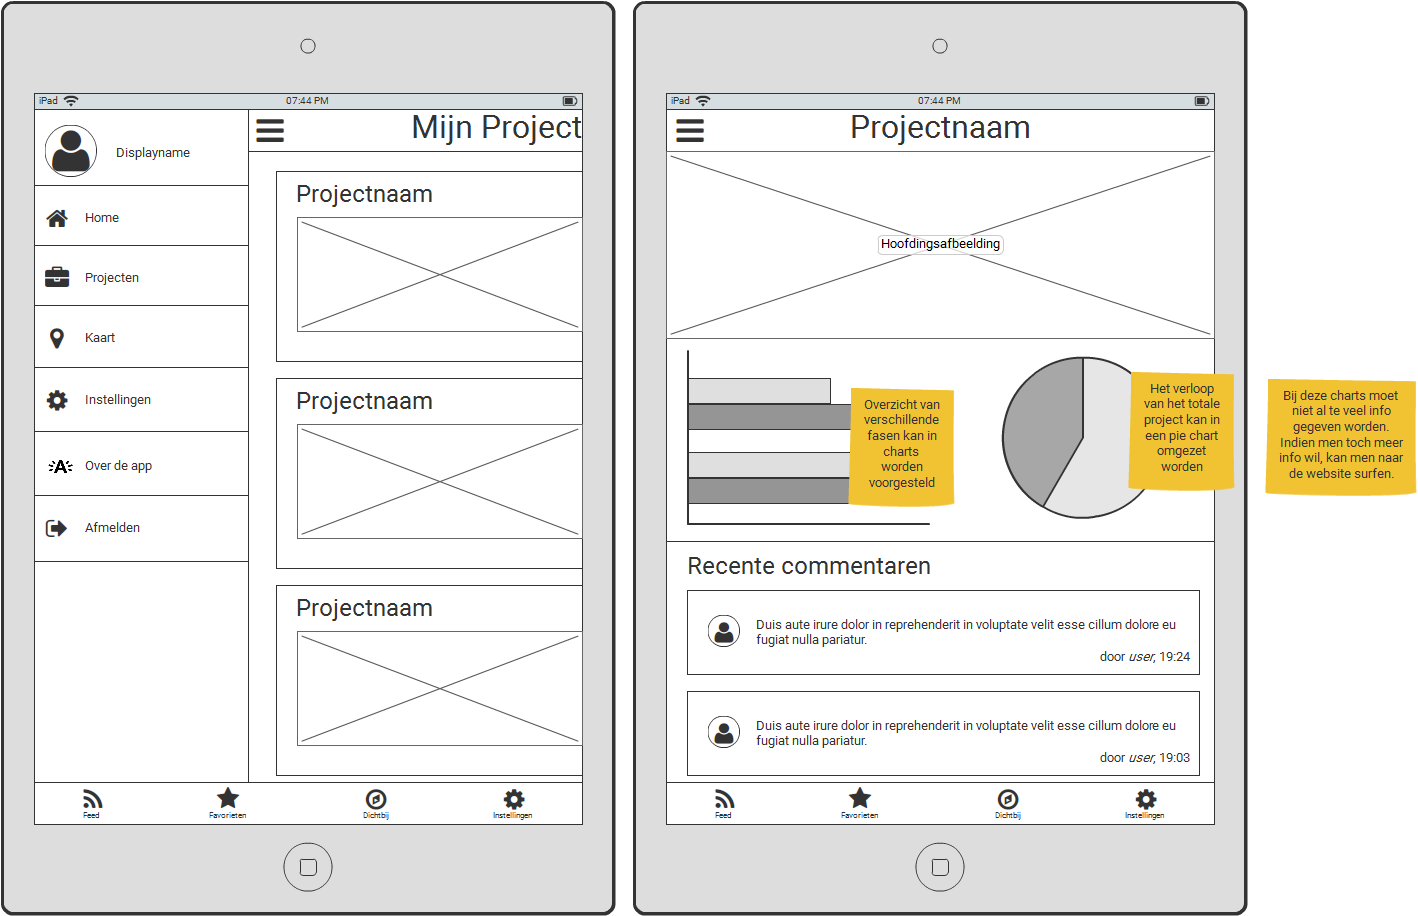 iPad
07:44 PM
Displayname
Home
Projecten
Kaart
Instellingen
Over de app
Afmelden
Mijn Project
Projectnaam
Projectnaam
Projectnaam
Feed
Favorieten
Dichtbij
Instellingen
iPad
07:44 PM
Projectnaam
Hoofdingsafbeelding
Overzicht van
verschillende
fasen kan in
charts
worden
voorgesteld
Het verloop
van het totale
project kan in
een pie chart
omgezet
worden
Bij deze charts moet
niet al te veel info
gegeven worden.
Indien men toch meer
info wil, kan men naar
de website surfen.
Recente commentaren
Duis aute irure dolor in reprehenderit in voluptate velit esse cillum dolore eu
fugiat nulla pariatur.
door user, 19:24
Duis aute irure dolor in reprehenderit in voluptate velit esse cillum dolore eu
fugiat nulla pariatur.
door user, 19:03
Feed
Favorieten
Dichtbij
Instellingen